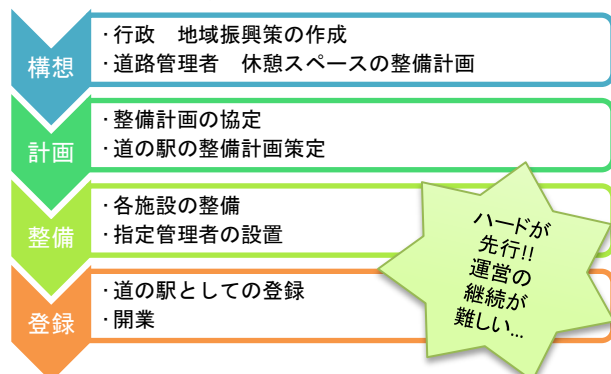 構想
・行政　地域振興策の作成
・道路管理者　休憩スペースの整備計画
計画
・整備計画の協定
・道の駅の整備計画策定
整備
・各施設の整備
・指定管理者の設置
登録
・道の駅としての登録
・開業
ハードが
先行!!
運営の
継続が
難しい...